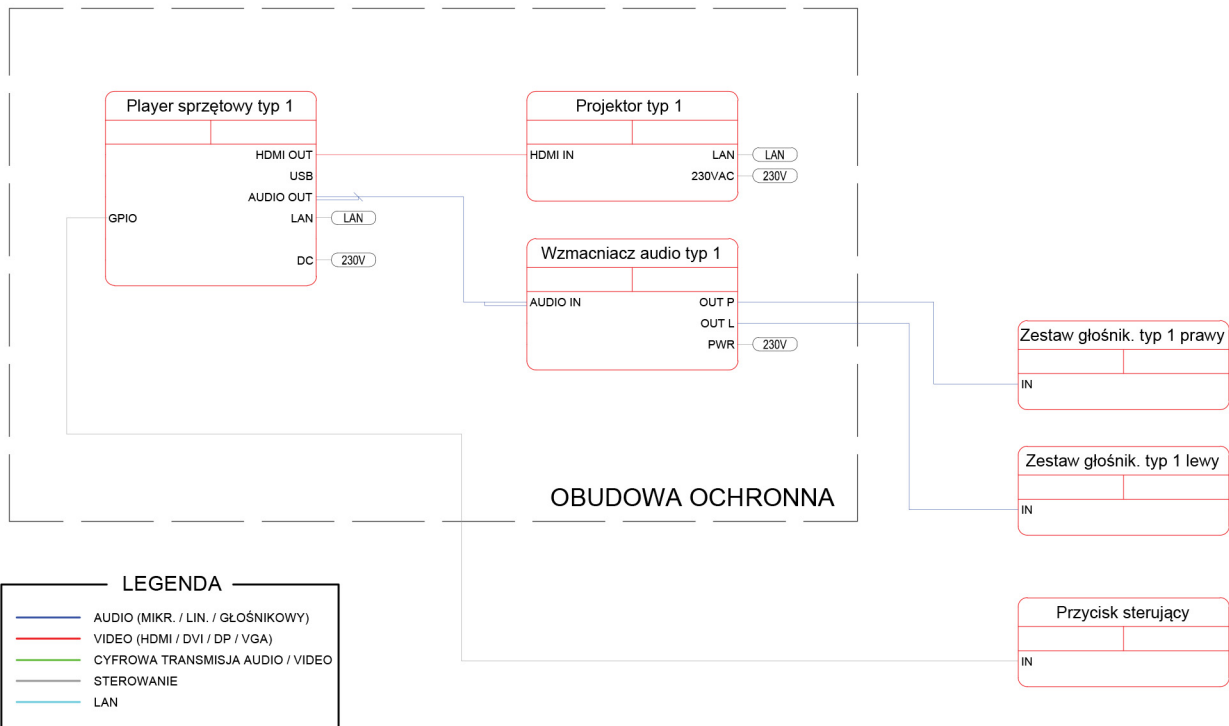 Player sprzętowy typ 1
HDMI OUT
USB
AUDIO OUT
GPIO
LAN
LAN
DC
230V
Projektor typ 1
HDMI IN
LAN
LAN
230VAC
230V
Wzmacniacz audio typ 1
AUDIO IN
OUT P
OUT L
PWR
230V
Zestaw głośnik. typ 1 prawy
IN
Zestaw głośnik. typ 1 lewy
IN
OBUDOWA OCHRONNA
Przycisk sterujący
IN
LEGENDA
AUDIO (MIKR. / LIN. / GŁOŚNIKOWY)
VIDEO (HDMI / DVI / DP / VGA)
CYFROWA TRANSMISJA AUDIO / VIDEO
STEROWANIE
LAN